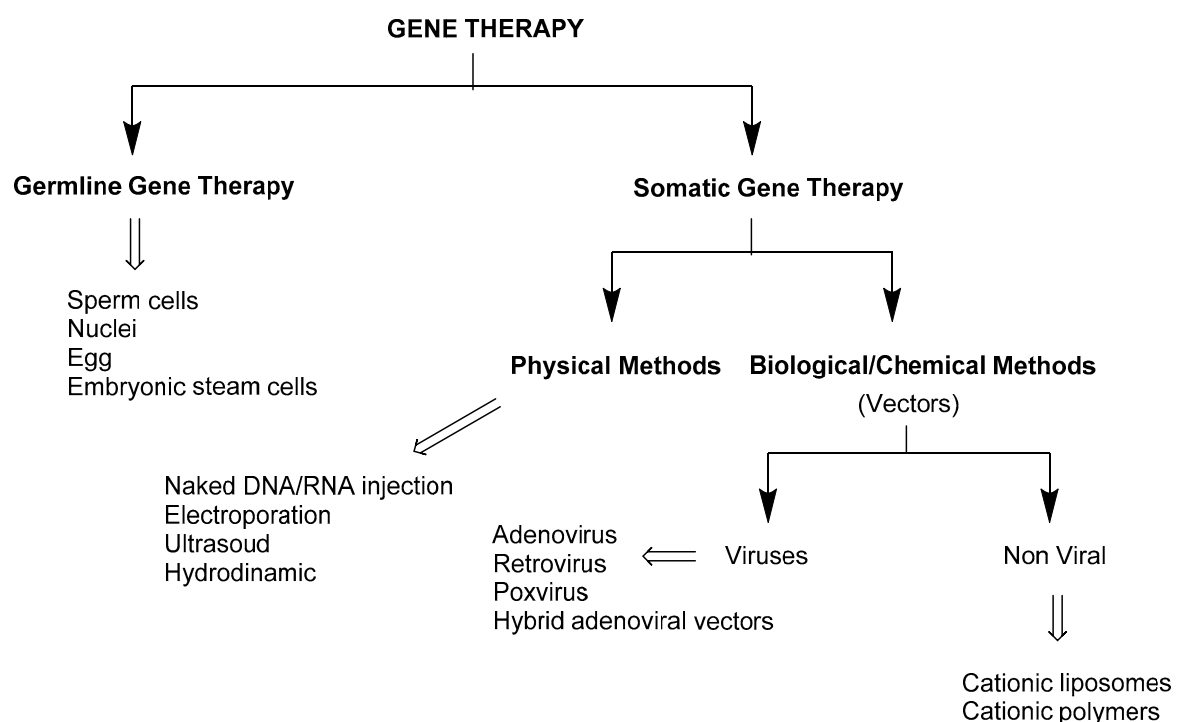 GENE THERAPY
Germline Gene Therapy
Somatic Gene Therapy
Sperm cells
Nuclei
Egg
Embryonic steam cells
Physical Methods
Biological/Chemical Methods
(Vectors)
Naked DNA/RNA injection
Electroporation
Ultrasoud
Hydrodinamic
Adenovirus
Retrovirus
Poxvirus
Hybrid adenoviral vectors
Viruses
Non Viral
Cationic liposomes
Cationic polymers